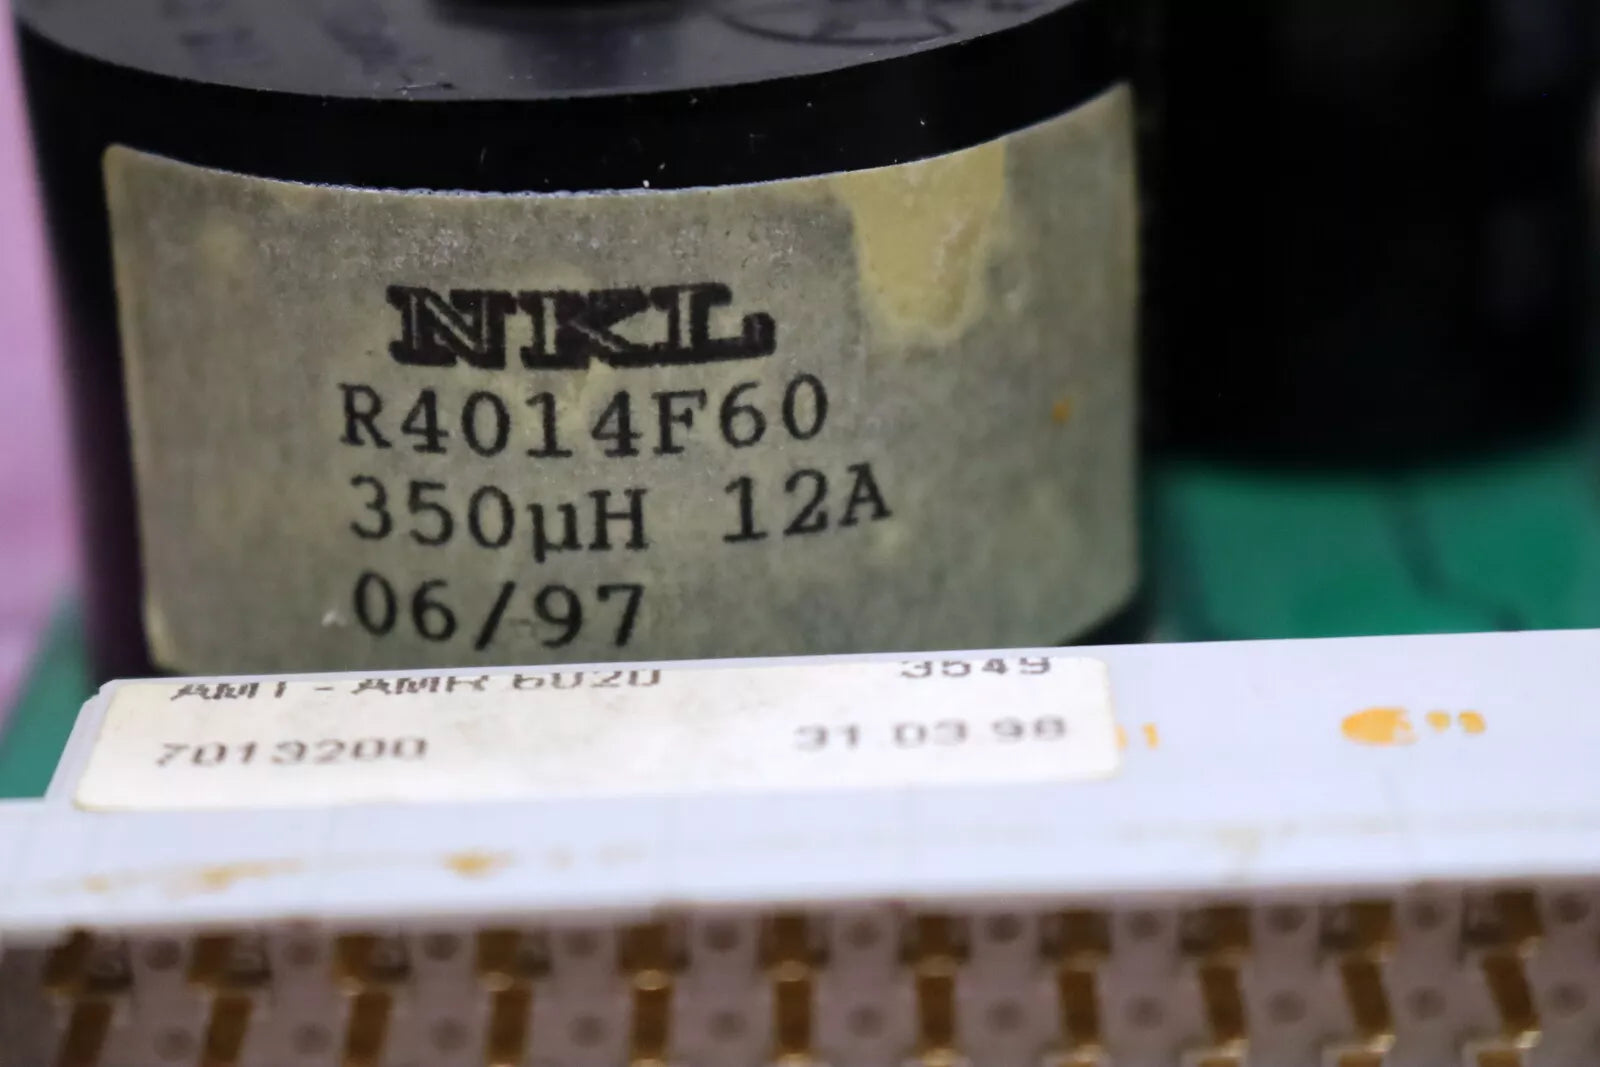 NKL
R4014F60
350µH 12A
06/97
AMT - AMR 6020 3549
7013200 31.03.98